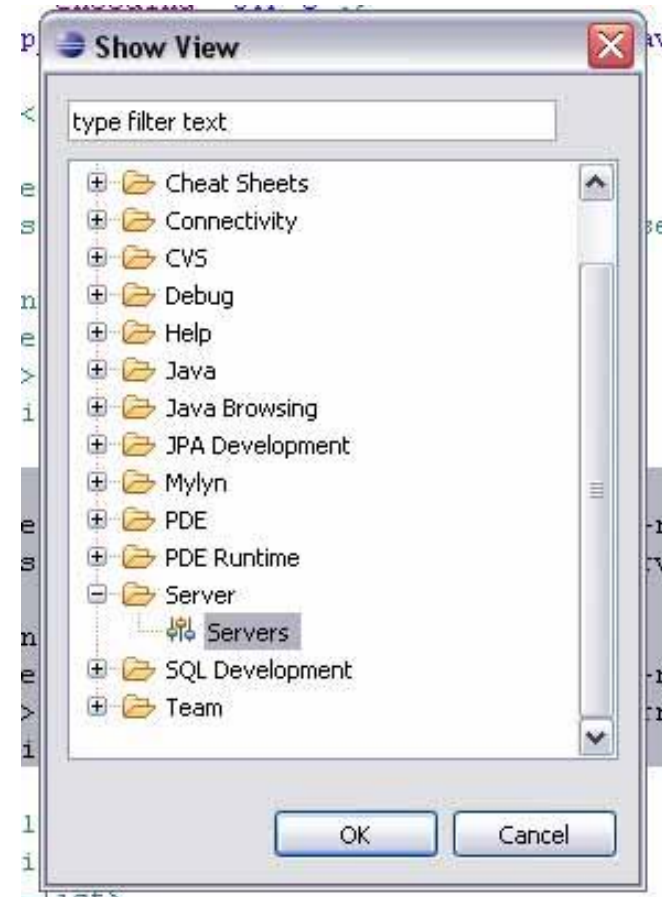 Show View
type filter text
Cheat Sheets
Connectivity
CVS
Debug
Help
Java
Java Browsing
JPA Development
Mylyn
PDE
PDE Runtime
Server
Servers
SQL Development
Team
OK
Cancel